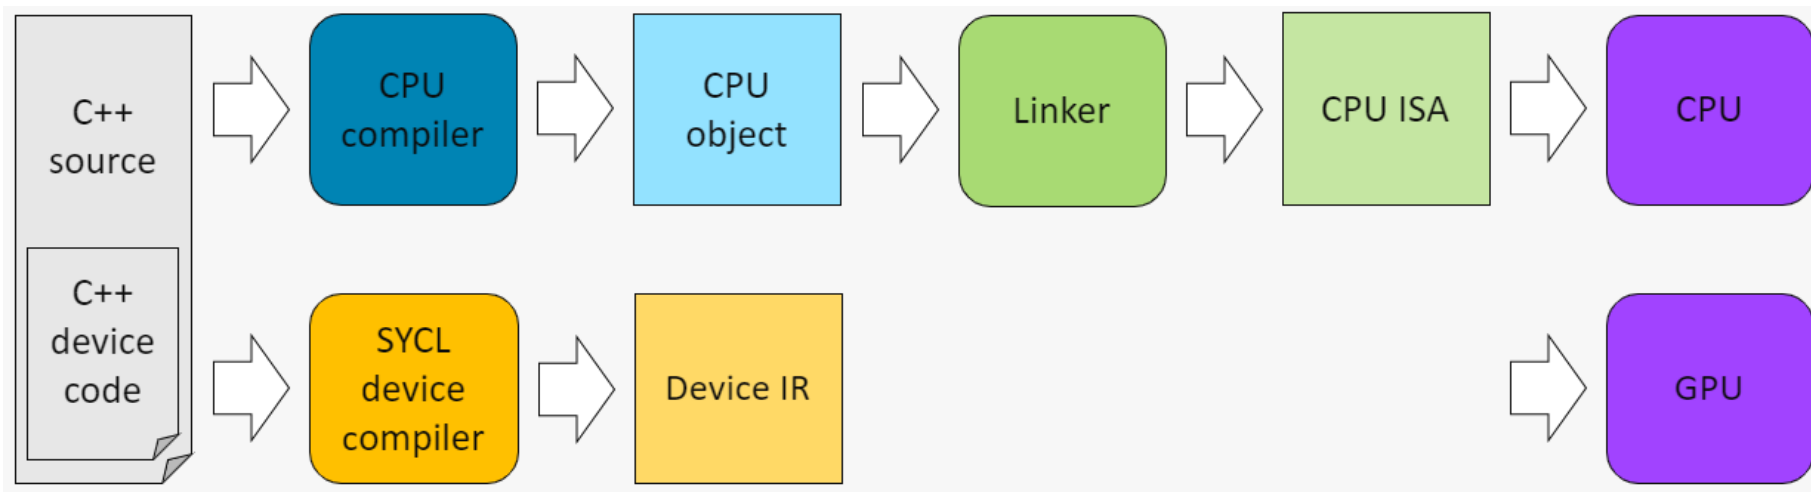 C++
source
CPU
compiler
CPU
object
Linker
CPU ISA
CPU
C++
device
code
SYCL
device
compiler
Device IR
GPU